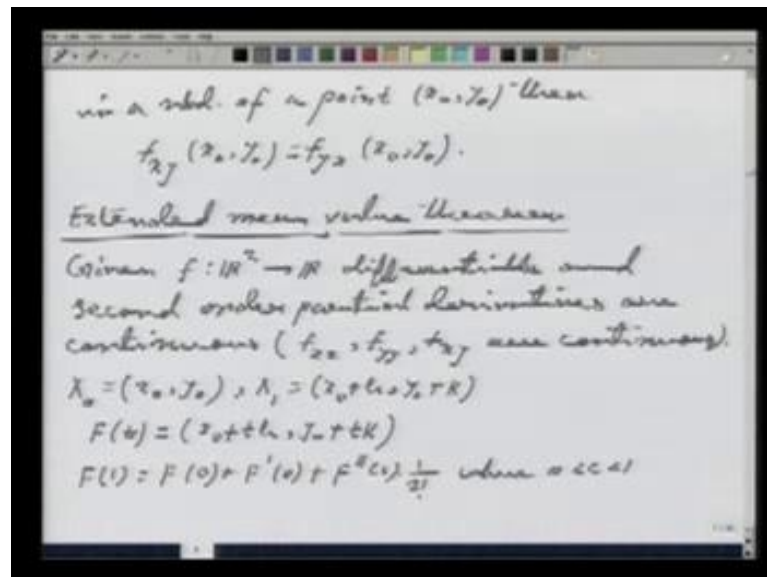 in a nbd. of a point (x₀, y₀) then
f_xy (x₀, y₀) = f_yx (x₀, y₀).
Extended mean value theorem
Given f : ℝ² → ℝ differentiable and
second order partial derivatives are
continuous ( f_xx , f_yy , f_xy are continuous).
X₀ = (x₀, y₀) , X₁ = (x₀+h, y₀+k)
F(t) = (x₀+th, y₀+tk)
F(1) = F(0) + F'(0) + F''(c) 1/2! where 0<c<1